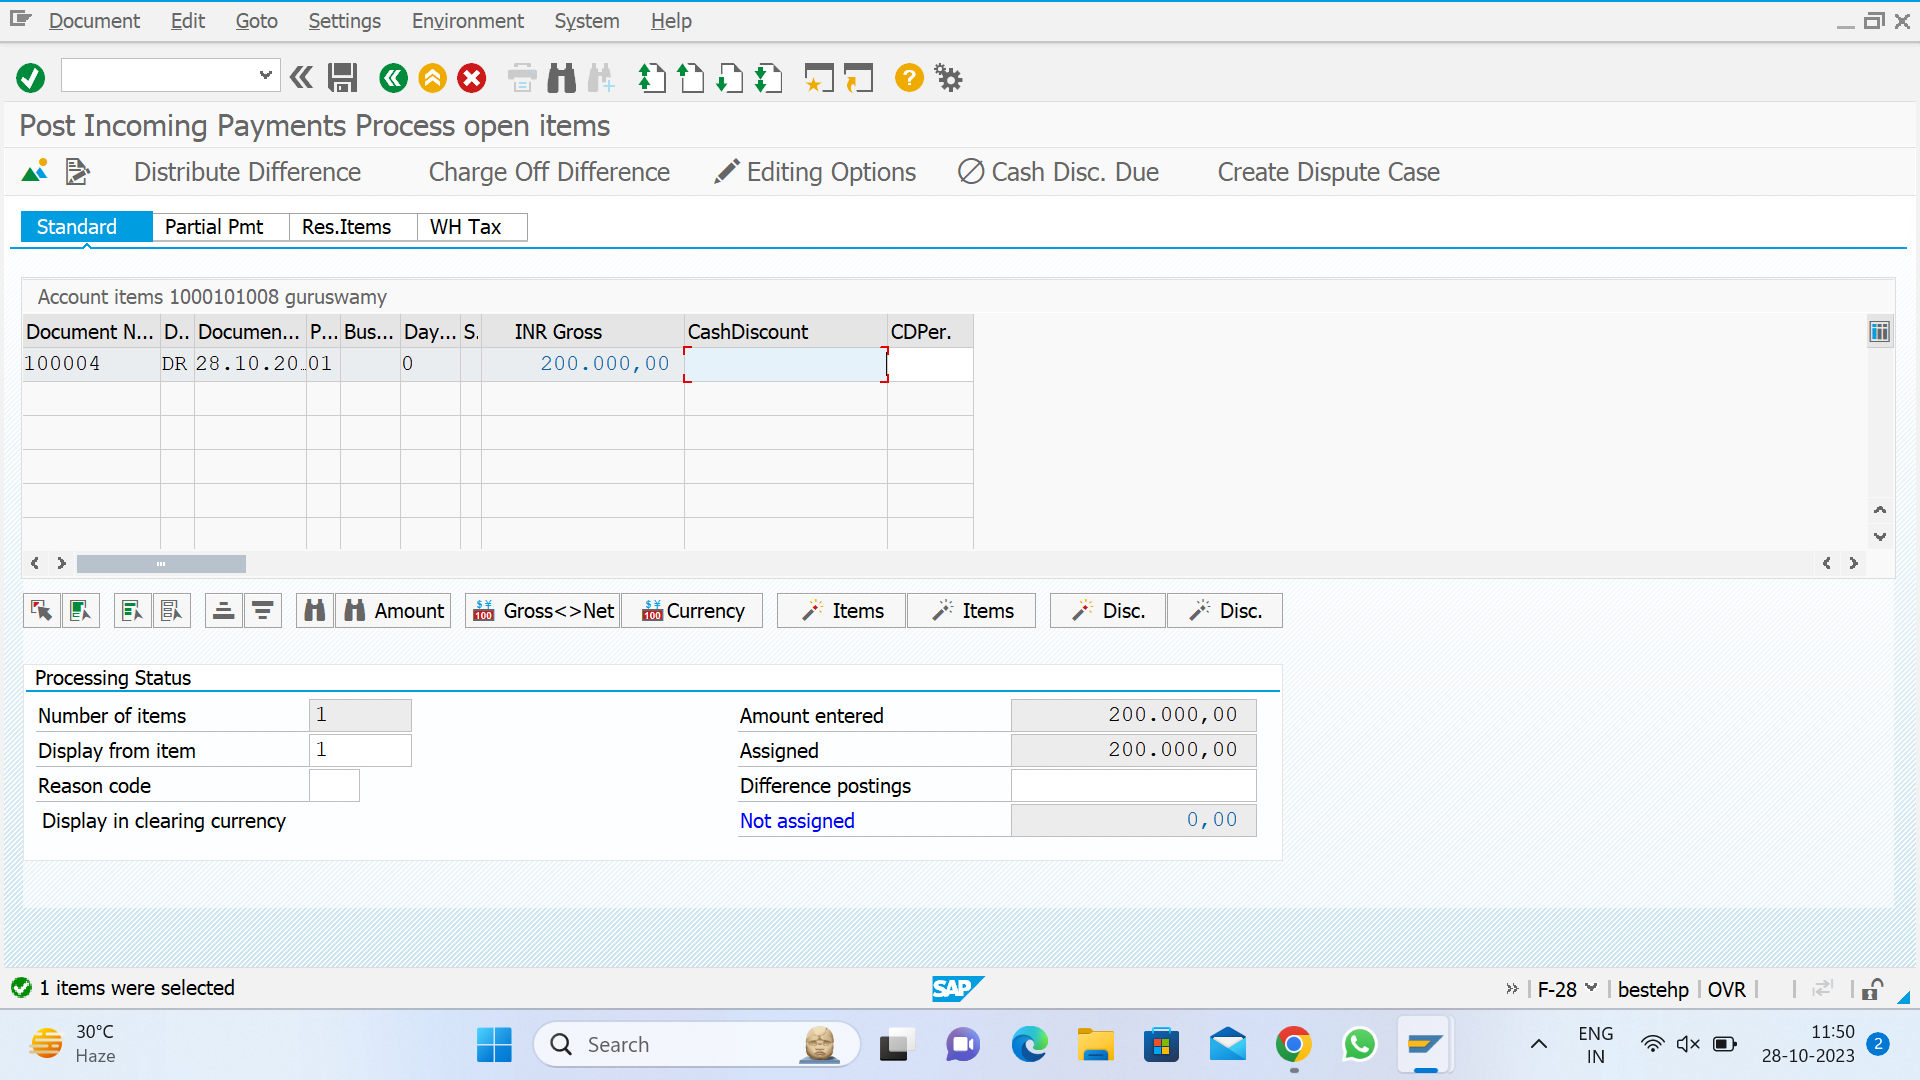 Document Edit Goto Settings Environment System Help
Post Incoming Payments Process open items
Distribute Difference Charge Off Difference Editing Options Cash Disc. Due Create Dispute Case
Standard Partial Pmt Res.Items WH Tax
Account items 1000101008 guruswamy
Document N... D.. Documen... P... Bus... Day... S. INR Gross CashDiscount CDPer.
100004 DR 28.10.20.. 01 0 200.000,00
Amount Gross<>Net Currency Items Items Disc. Disc.
Processing Status
Number of items 1 Amount entered 200.000,00
Display from item 1 Assigned 200.000,00
Reason code Difference postings
Display in clearing currency Not assigned 0,00
1 items were selected SAP F-28 bestehp OVR
30°C
Haze
Search
ENG
IN
11:50
28-10-2023
2